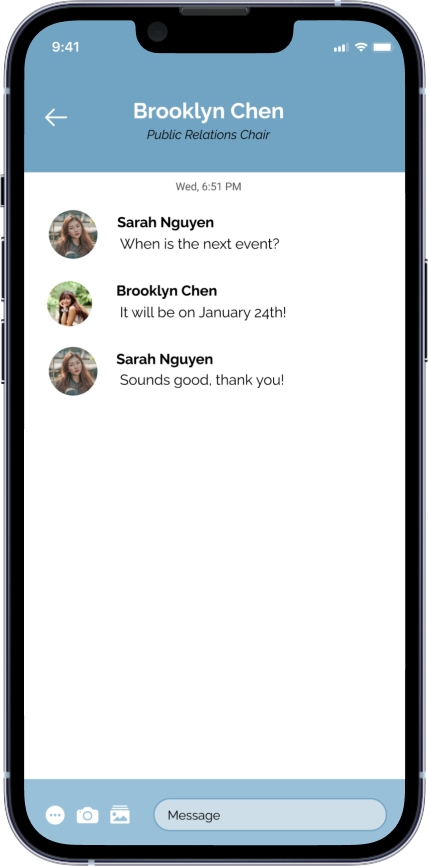 9:41
Brooklyn Chen
Public Relations Chair
Wed, 6:51 PM
Sarah Nguyen
When is the next event?
Brooklyn Chen
It will be on January 24th!
Sarah Nguyen
Sounds good, thank you!
Message